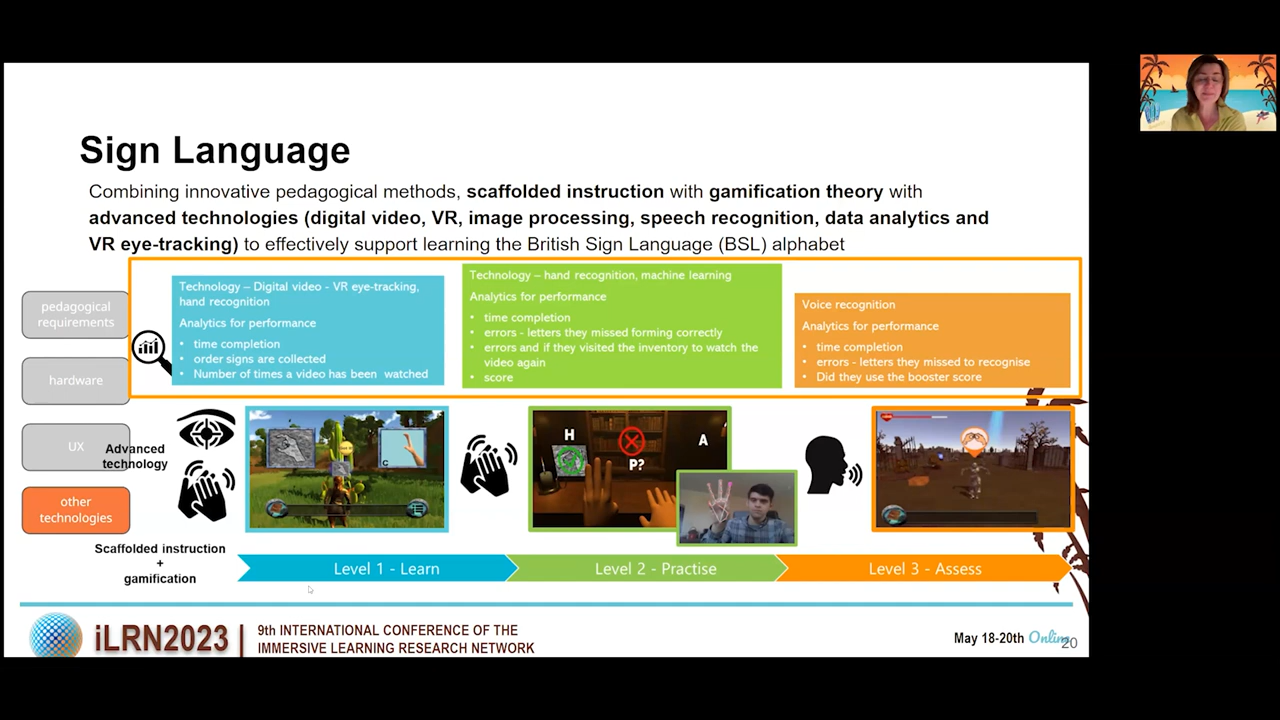 Sign Language
Combining innovative pedagogical methods, scaffolded instruction with gamification theory with
advanced technologies (digital video, VR, image processing, speech recognition, data analytics and
VR eye-tracking) to effectively support learning the British Sign Language (BSL) alphabet
pedagogical
requirements
hardware
UX
other
technologies
Technology – Digital video - VR eye-tracking,
hand recognition
Analytics for performance
• time completion
• order signs are collected
• Number of times a video has been watched
Technology – hand recognition, machine learning
Analytics for performance
• time completion
• errors - letters they missed forming correctly
• errors and if they visited the inventory to watch the
video again
• score
Voice recognition
Analytics for performance
• time completion
• errors - letters they missed to recognise
• Did they use the booster score
Advanced
technology
C
H
P?
A
Scaffolded instruction
+
gamification
Level 1 - Learn
Level 2 - Practise
Level 3 - Assess
iLRN2023
9th INTERNATIONAL CONFERENCE OF THE
IMMERSIVE LEARNING RESEARCH NETWORK
May 18-20th Online
20